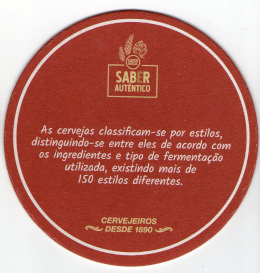 SABER
AUTÊNTICO
As cervejas classificam-se por estilos,
distinguindo-se entre eles de acordo com
os ingredientes e tipo de fermentação
utilizada, existindo mais de
150 estilos diferentes.
CERVEJEIROS
DESDE 1890